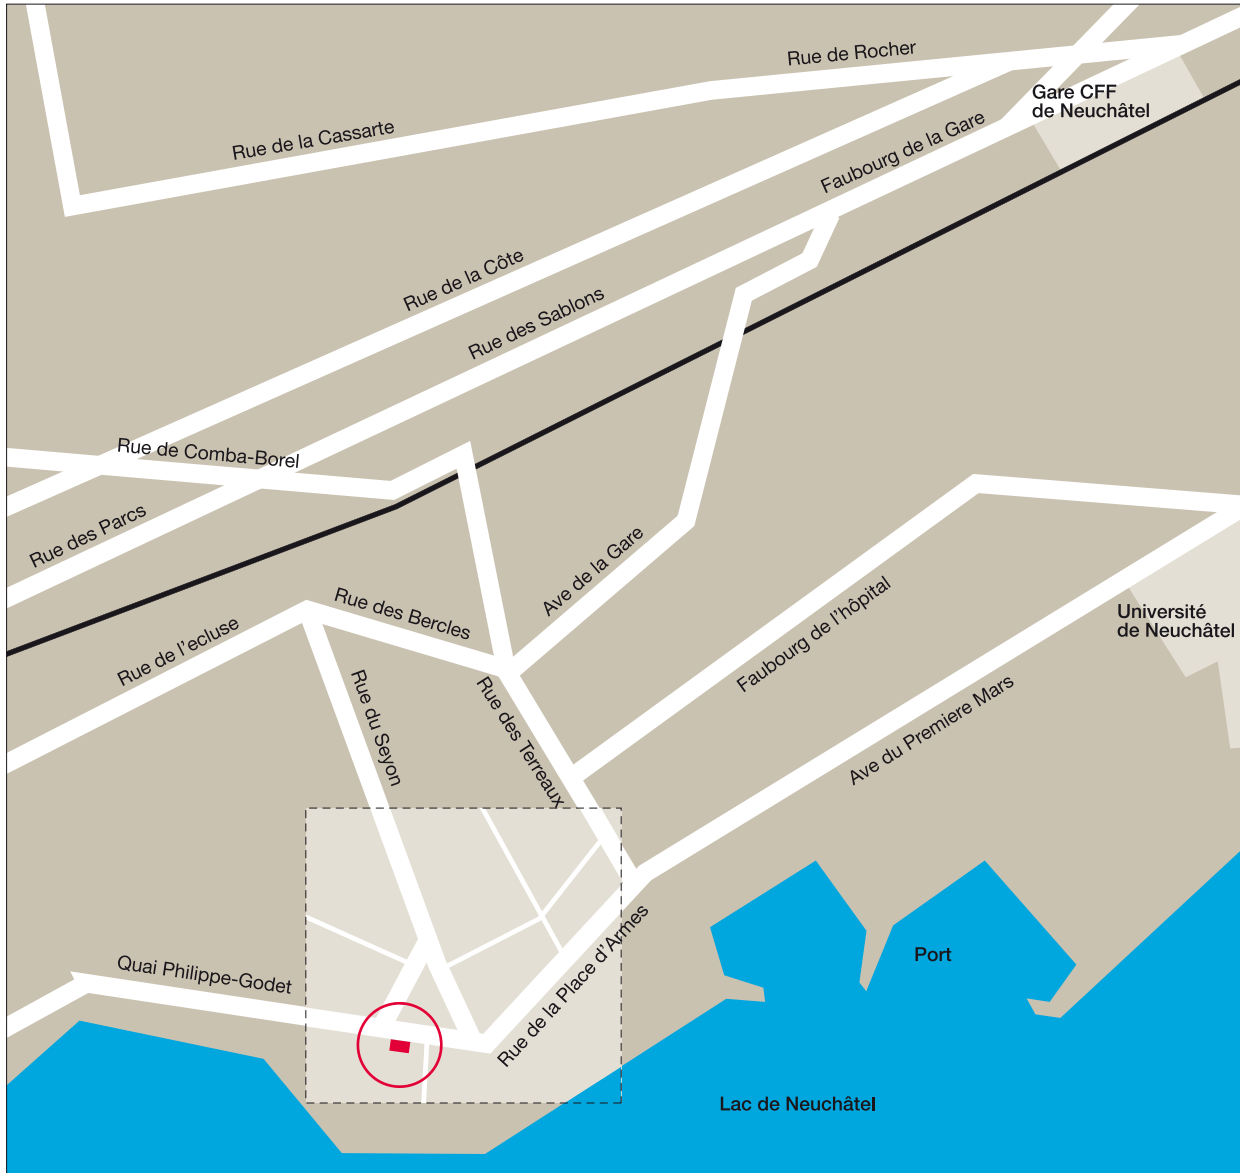 Rue de Rocher
Gare CFF
de Neuchâtel
Rue de la Cassarte
Faubourg de la Gare
Rue de la Côte
Rue des Sablons
Rue de Comba-Borel
Rue des Parcs
Ave de la Gare
Rue des Bercles
Rue de l'ecluse
Faubourg de l'hôpital
Université
de Neuchâtel
Rue du Seyon
Rue des Terreaux
Ave du Premiere Mars
Rue de la Place d'Armes
Quai Philippe-Godet
Port
Lac de Neuchâtel